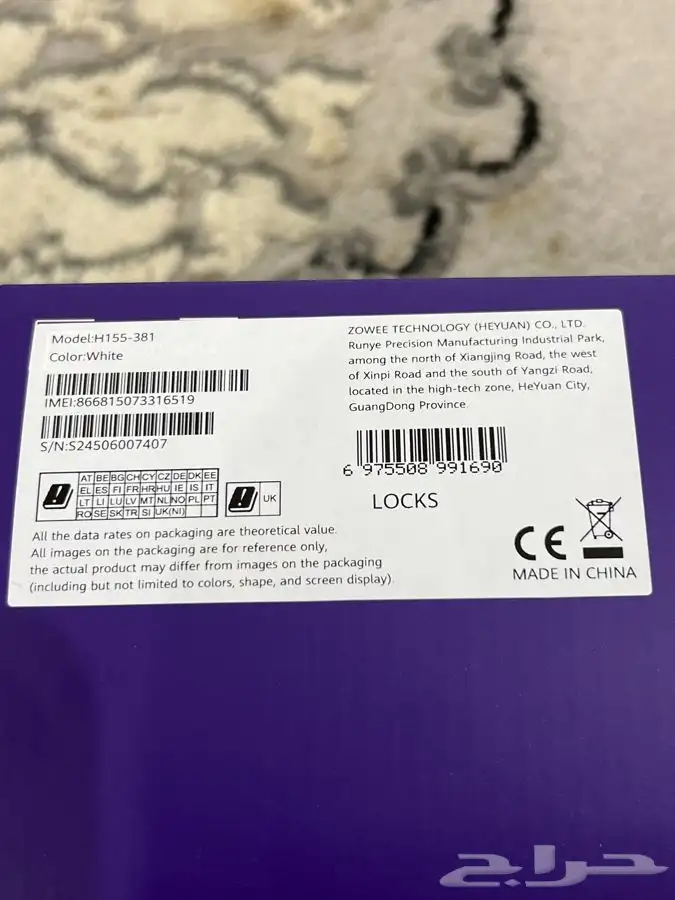 Model:H155-381
Color:White
IMEI:866815073316519
S/N:S24506007407
AT BE BG CH CY CZ DE DK EE
EL ES FI FR HR HU IE IS IT
LT LI LU LV MT NL NO PL PT
RO SE SK TR SI UK(NI)
UK
All the data rates on packaging are theoretical value.
All images on the packaging are for reference only,
the actual product may differ from images on the packaging
(including but not limited to colors, shape, and screen display).
ZOWEE TECHNOLOGY (HEYUAN) CO., LTD.
Runye Precision Manufacturing Industrial Park,
among the north of Xiangjing Road, the west
of Xinpi Road and the south of Yangzi Road,
located in the high-tech zone, HeYuan City,
GuangDong Province.
6 975508 991690
LOCKS
CE
MADE IN CHINA
حراج